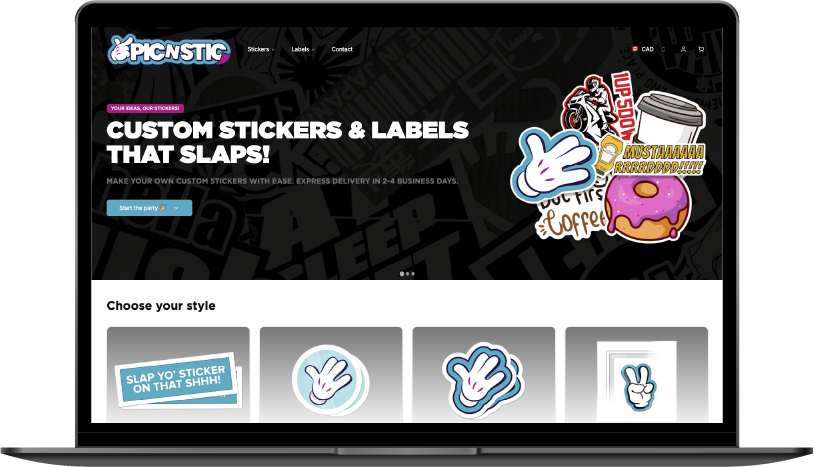 PICNSTIC
Stickers
Labels
Contact
CAD
YOUR IDEAS, OUR STICKERS!
CUSTOM STICKERS & LABELS
THAT SLAPS!
MAKE YOUR OWN CUSTOM STICKERS WITH EASE. EXPRESS DELIVERY IN 2-4 BUSINESS DAYS.
Start the party
1UP500
MUSTAAAAAA
RRRRDDDD!!!!!
But first
Coffee
SLEEP
Choose your style
SLAP YO' STICKER
ON THAT SHHH!